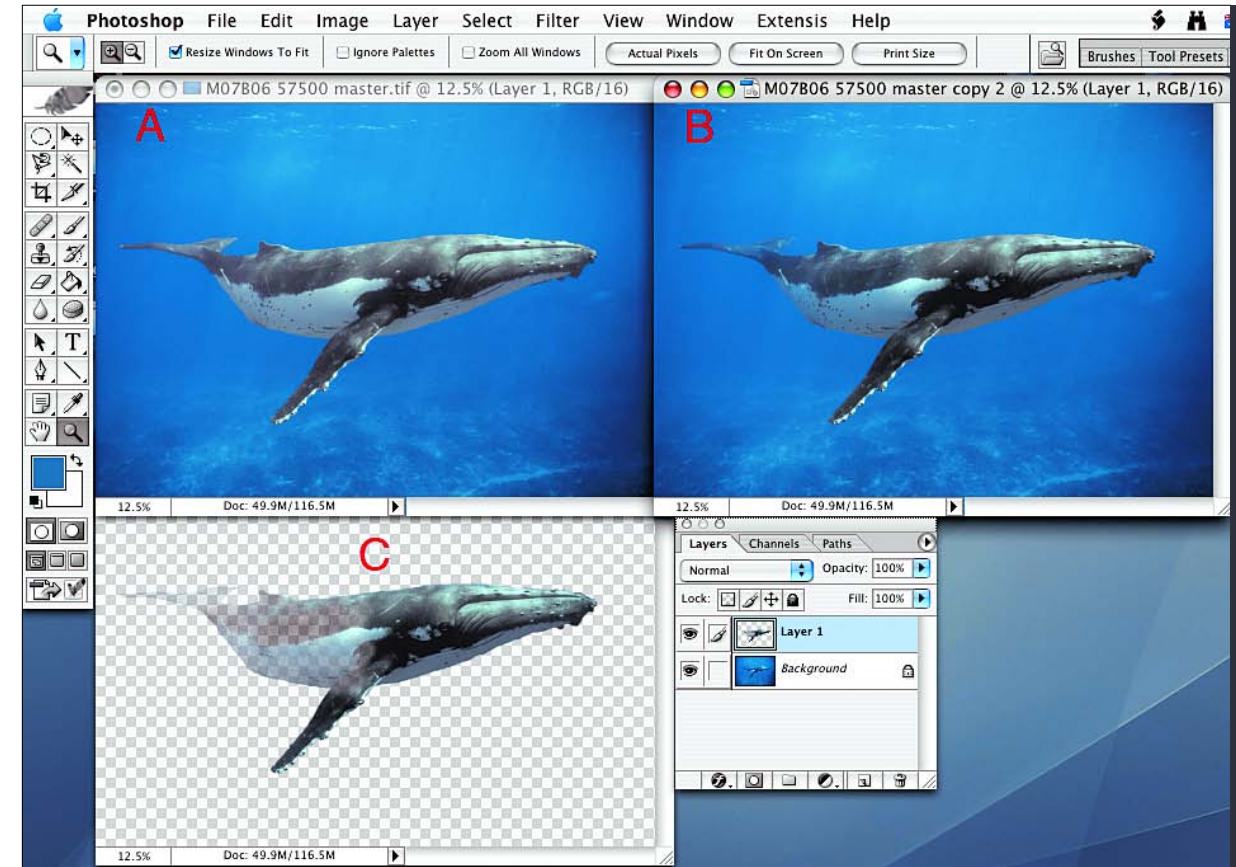 Photoshop File Edit Image Layer Select Filter View Window Extensis Help
Resize Windows To Fit Ignore Palettes Zoom All Windows Actual Pixels Fit On Screen Print Size Brushes Tool Presets
M07B06 57500 master.tif @ 12.5% (Layer 1, RGB/16)
M07B06 57500 master copy 2 @ 12.5% (Layer 1, RGB/16)
A
B
T
12.5% Doc: 49.9M/116.5M
12.5% Doc: 49.9M/116.5M
C
Layers Channels Paths
Normal Opacity: 100%
Lock: Fill: 100%
Layer 1
Background
12.5% Doc: 49.9M/116.5M